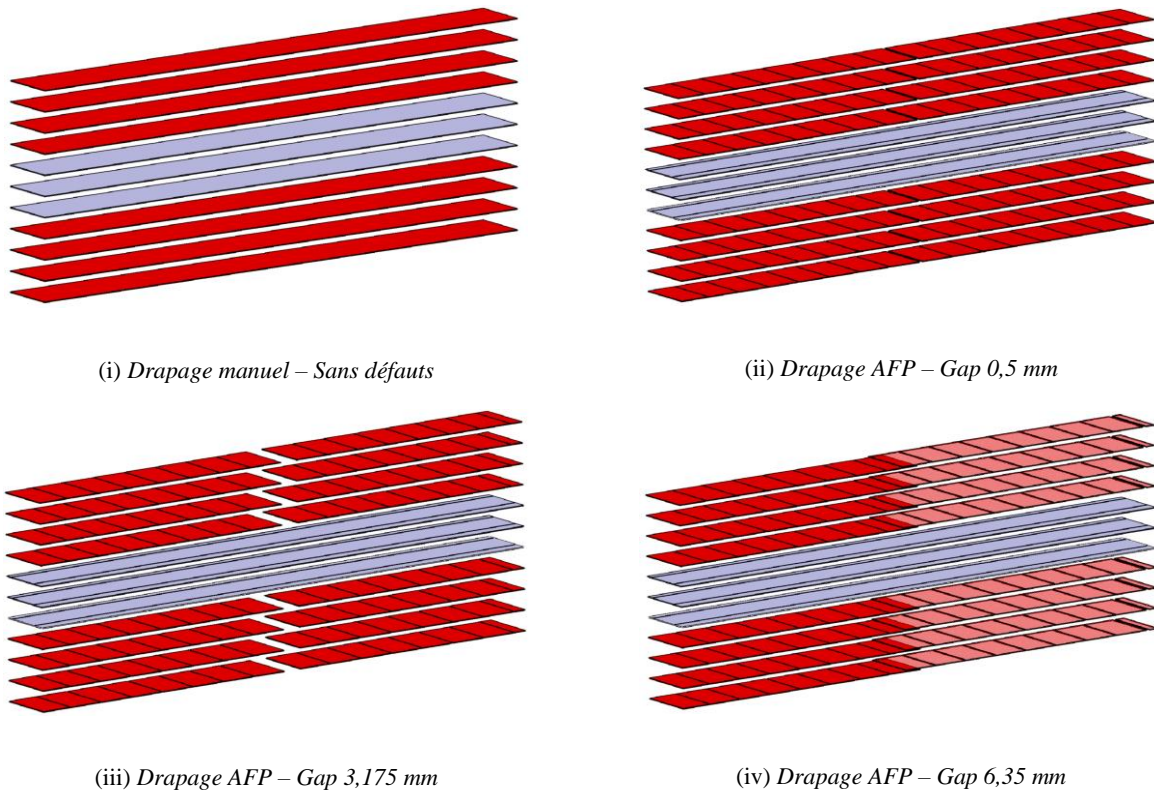 (i) Drapage manuel – Sans défauts
(ii) Drapage AFP – Gap 0,5 mm
(iii) Drapage AFP – Gap 3,175 mm
(iv) Drapage AFP – Gap 6,35 mm